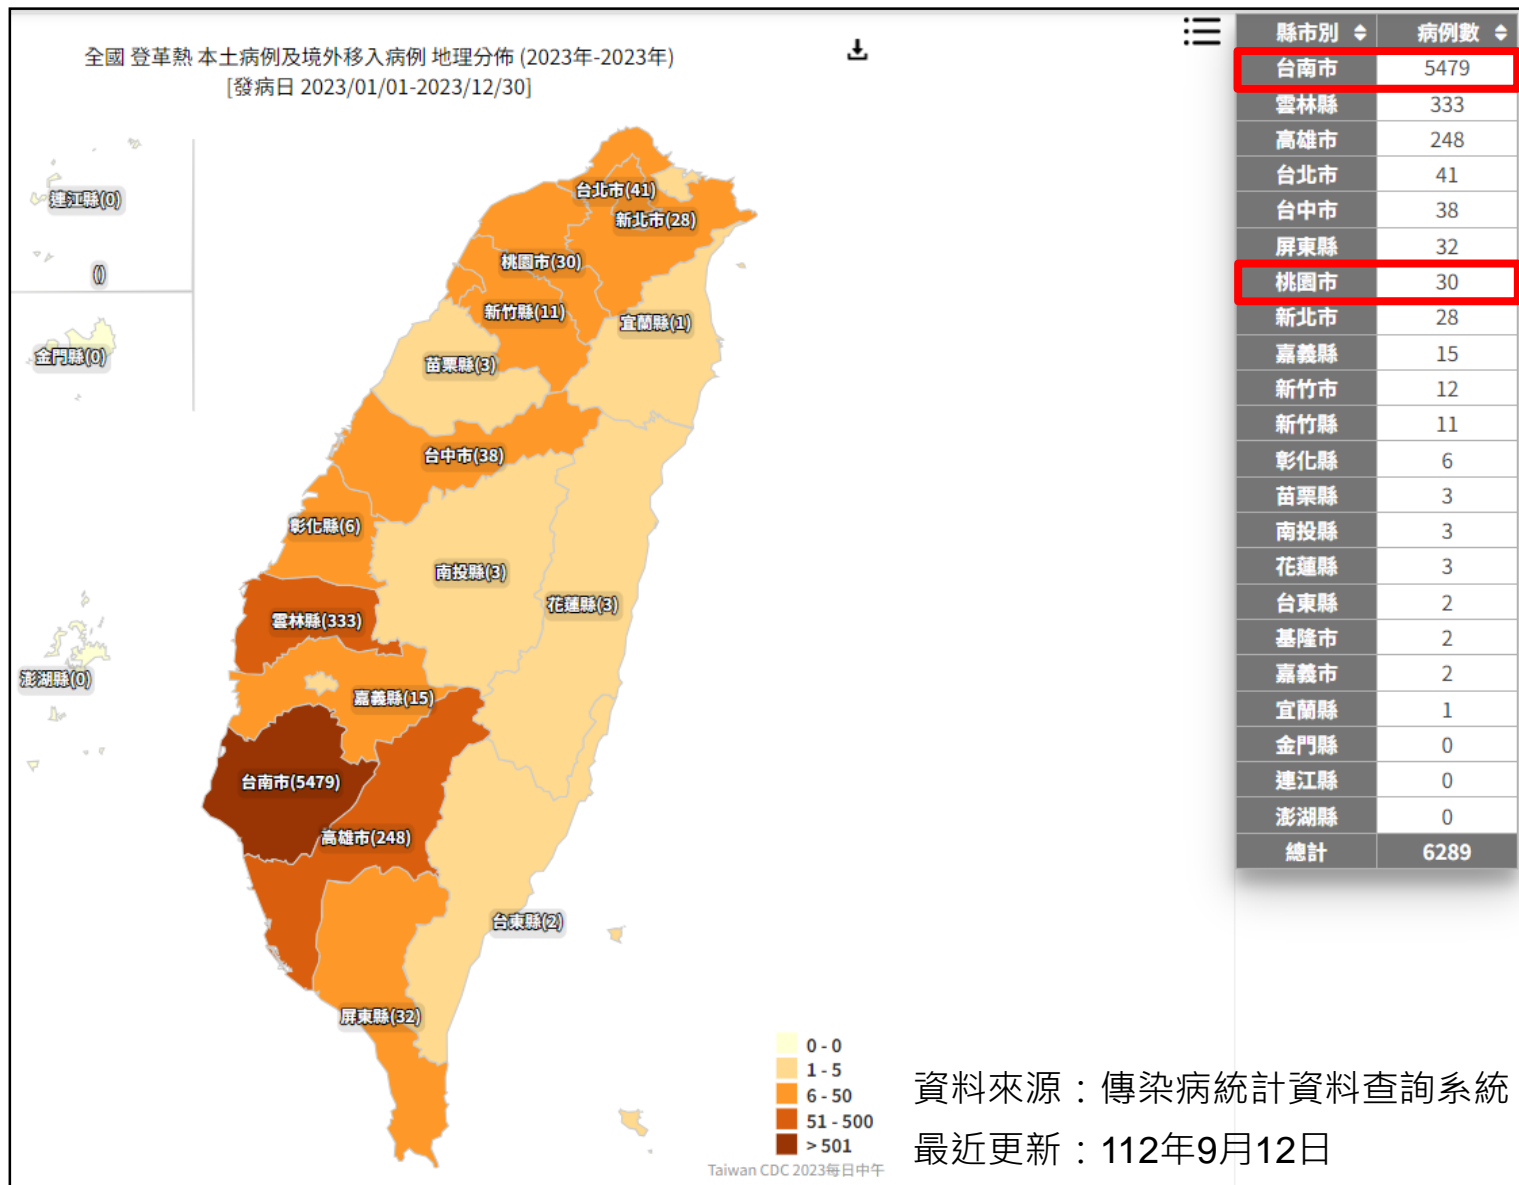 全國 登革熱 本土病例及境外移入病例 地理分佈 (2023年-2023年)
[發病日 2023/01/01-2023/12/30]
連江縣(0)
()
金門縣(0)
澎湖縣(0)
台北市(41)
新北市(28)
桃園市(30)
新竹縣(11)
宜蘭縣(1)
苗栗縣(3)
台中市(38)
彰化縣(6)
南投縣(3)
花蓮縣(3)
雲林縣(333)
嘉義縣(15)
台南市(5479)
高雄市(248)
台東縣(2)
屏東縣(32)
0 - 0
1 - 5
6 - 50
51 - 500
> 501
Taiwan CDC 2023每日中午
縣市別 病例數
台南市 5479
雲林縣 333
高雄市 248
台北市 41
台中市 38
屏東縣 32
桃園市 30
新北市 28
嘉義縣 15
新竹市 12
新竹縣 11
彰化縣 6
苗栗縣 3
南投縣 3
花蓮縣 3
台東縣 2
基隆市 2
嘉義市 2
宜蘭縣 1
金門縣 0
連江縣 0
澎湖縣 0
總計 6289
資料來源：傳染病統計資料查詢系統
最近更新：112年9月12日